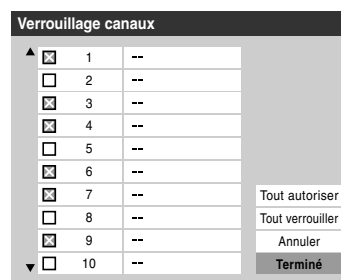 Verrouillage canaux
1 --
2 --
3 --
4 --
5 --
6 --
7 --
8 --
9 --
10 --
Tout autoriser
Tout verrouiller
Annuler
Terminé